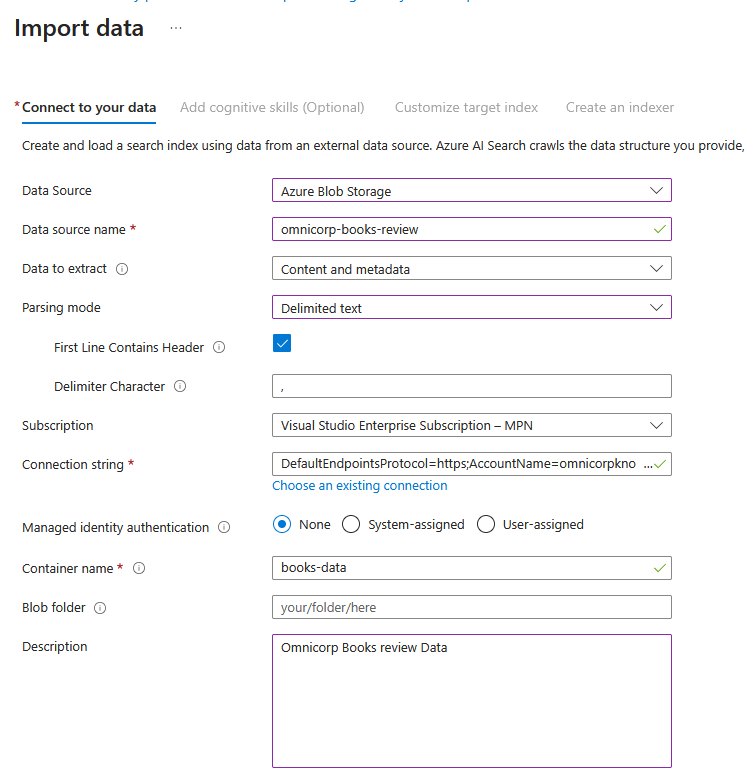 Import data ...
* Connect to your data Add cognitive skills (Optional) Customize target index Create an indexer
Create and load a search index using data from an external data source. Azure AI Search crawls the data structure you provide,
Data Source Azure Blob Storage
Data source name * omnicorp-books-review
Data to extract Content and metadata
Parsing mode Delimited text
First Line Contains Header
Delimiter Character ,
Subscription Visual Studio Enterprise Subscription – MPN
Connection string * DefaultEndpointsProtocol=https;AccountName=omnicorpkno ...
Choose an existing connection
Managed identity authentication None System-assigned User-assigned
Container name * books-data
Blob folder your/folder/here
Description Omnicorp Books review Data